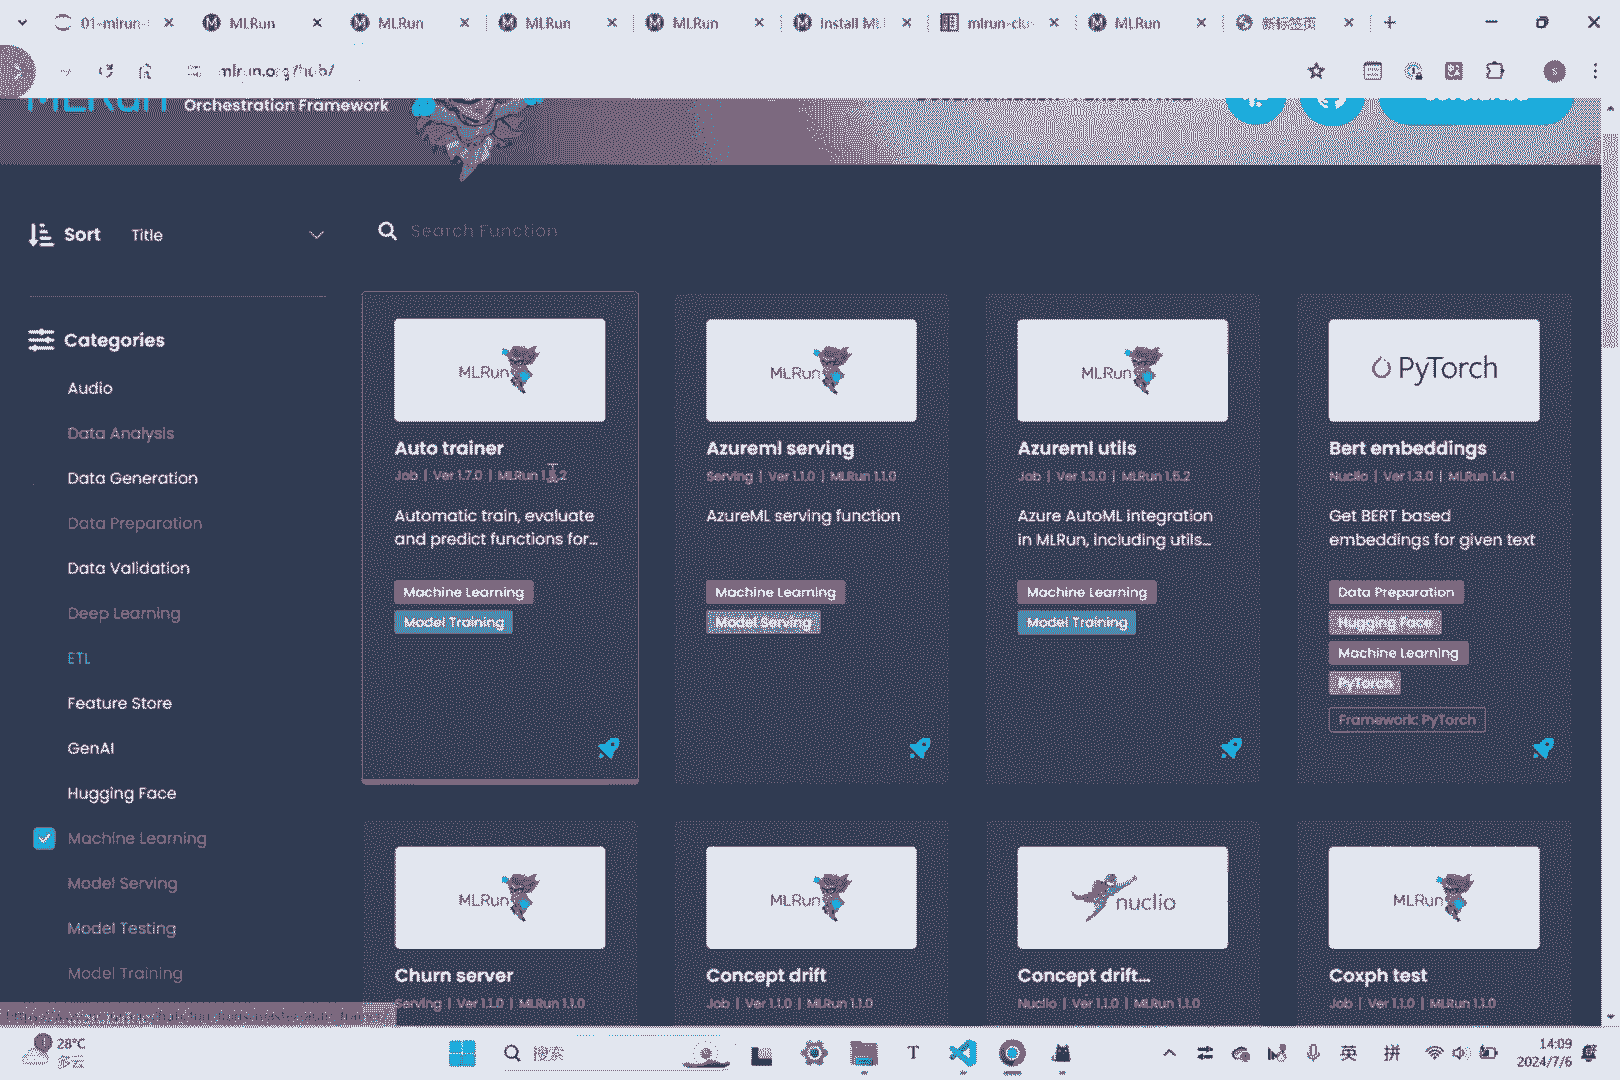 01-mlrun-
MLRun
MLRun
MLRun
MLRun
Install ML
mlrun-clu
MLRun
新标签页
mlrun.org/hub/
S
MLRun
Orchestration Framework
Sort
Title
Search Function
Categories
Audio
Data Analysis
Data Generation
Data Preparation
Data Validation
Deep Learning
ETL
Feature Store
GenAI
Hugging Face
Machine Learning
Model Serving
Model Testing
Model Training
MLRun
Auto trainer
Job | Ver 1.7.0 | MLRun
Automatic train, evaluate
and predict functions for...
Machine Learning
Model Training
MLRun
Azureml serving
Serving | Ver 1.1.0 | MLRun 1.1.0
AzureML serving function
Machine Learning
Model Serving
MLRun
Azureml utils
Job | Ver 1.3.0 | MLRun 1.5.2
Azure AutoML integration
in MLRun, including utils...
Machine Learning
Model Training
PyTorch
Bert embeddings
Nuclio | Ver 1.3.0 | MLRun 1.4.1
Get BERT based
embeddings for given text
Data Preparation
Hugging Face
Machine Learning
PyTorch
Framework: PyTorch
MLRun
Churn server
Serving | Ver 1.1.0 | MLRun 1.1.0
MLRun
Concept drift
Job | Ver 1.1.0 | MLRun 1.1.0
nuclio
Concept drift...
Nuclio | Ver 1.1.0 | MLRun 1.1.0
MLRun
Coxph test
Job | Ver 1.1.0 | MLRun 1.1.0
1
28°C
多云
搜索
T
英
拼
14:09
2024/7/6